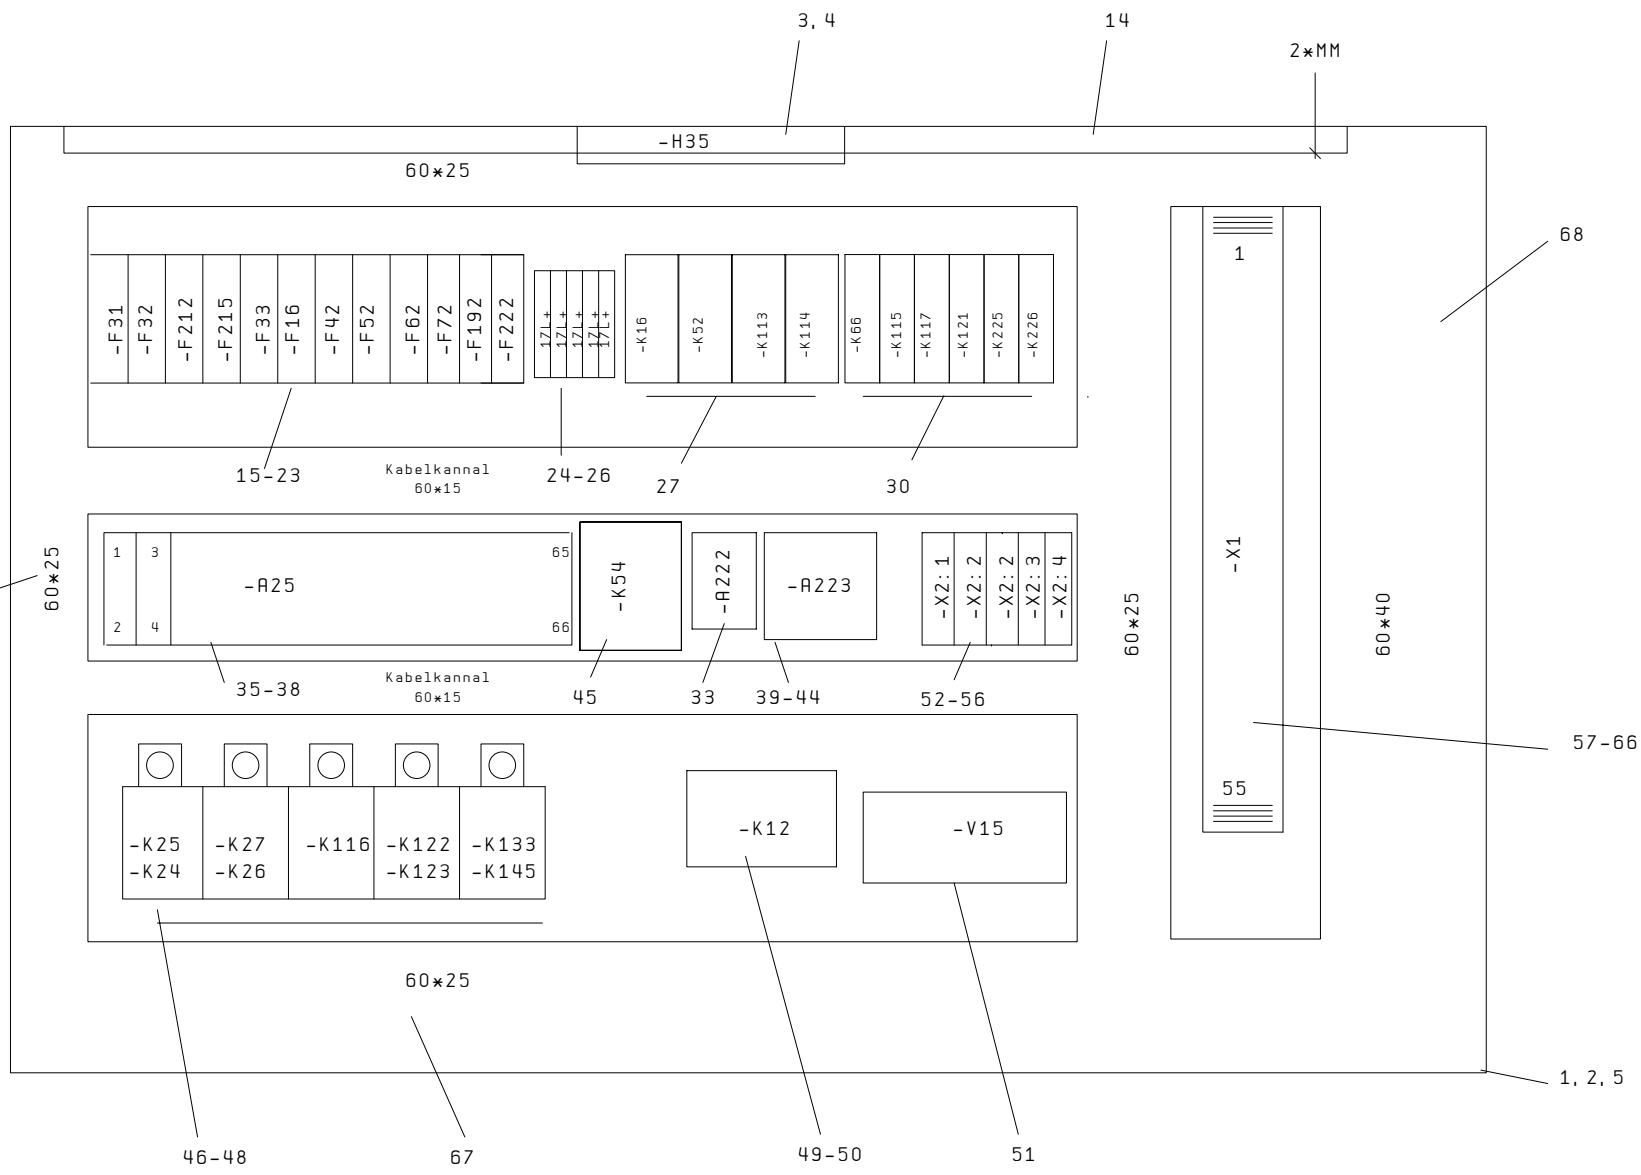 3, 4
14
2*MM
-H35
60*25
68
1
-F31
-F32
-F212
-F215
-F33
-F16
-F42
-F52
-F62
-F72
-F192
-F222
17L+
17L+
17L+
17L+
17L+
-K16
-K52
-K113
-K114
-K66
-K115
-K117
-K121
-K225
-K226
15-23
Kabelkannal
60*15
24-26
27
30
60*25
1
3
65
2
4
66
-A25
-K54
-A222
-A223
-X2:1
-X2:2
-X2:2
-X2:3
-X2:4
-X1
60*25
60*40
35-38
Kabelkannal
60*15
45
33
39-44
52-56
57-66
55
-K25
-K24
-K27
-K26
-K116
-K122
-K123
-K133
-K145
-K12
-V15
60*25
1, 2, 5
46-48
67
49-50
51